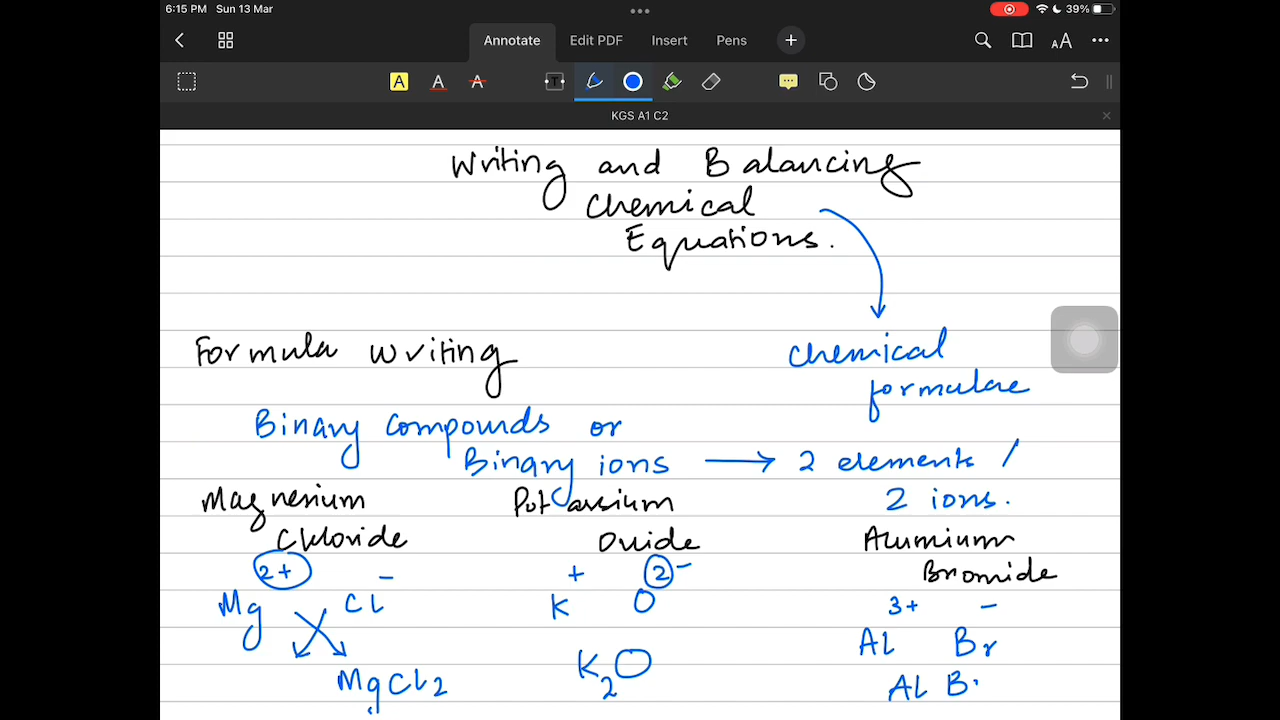 6:15 PM Sun 13 Mar
39%
Annotate Edit PDF Insert Pens
AA
A A A T
KGS A1 C2
Writing and Balancing
Chemical
Equations.
Formula Writing
Chemical
formulae
Binary Compounds or
Binary ions → 2 elements /
2 ions.
Magnesium
Chloride
2+ -
Mg Cl
MgCl2
Potassium
Oxide
+ 2-
K O
K2O
Aluminium
Bromide
3+ -
Al Br
Al B